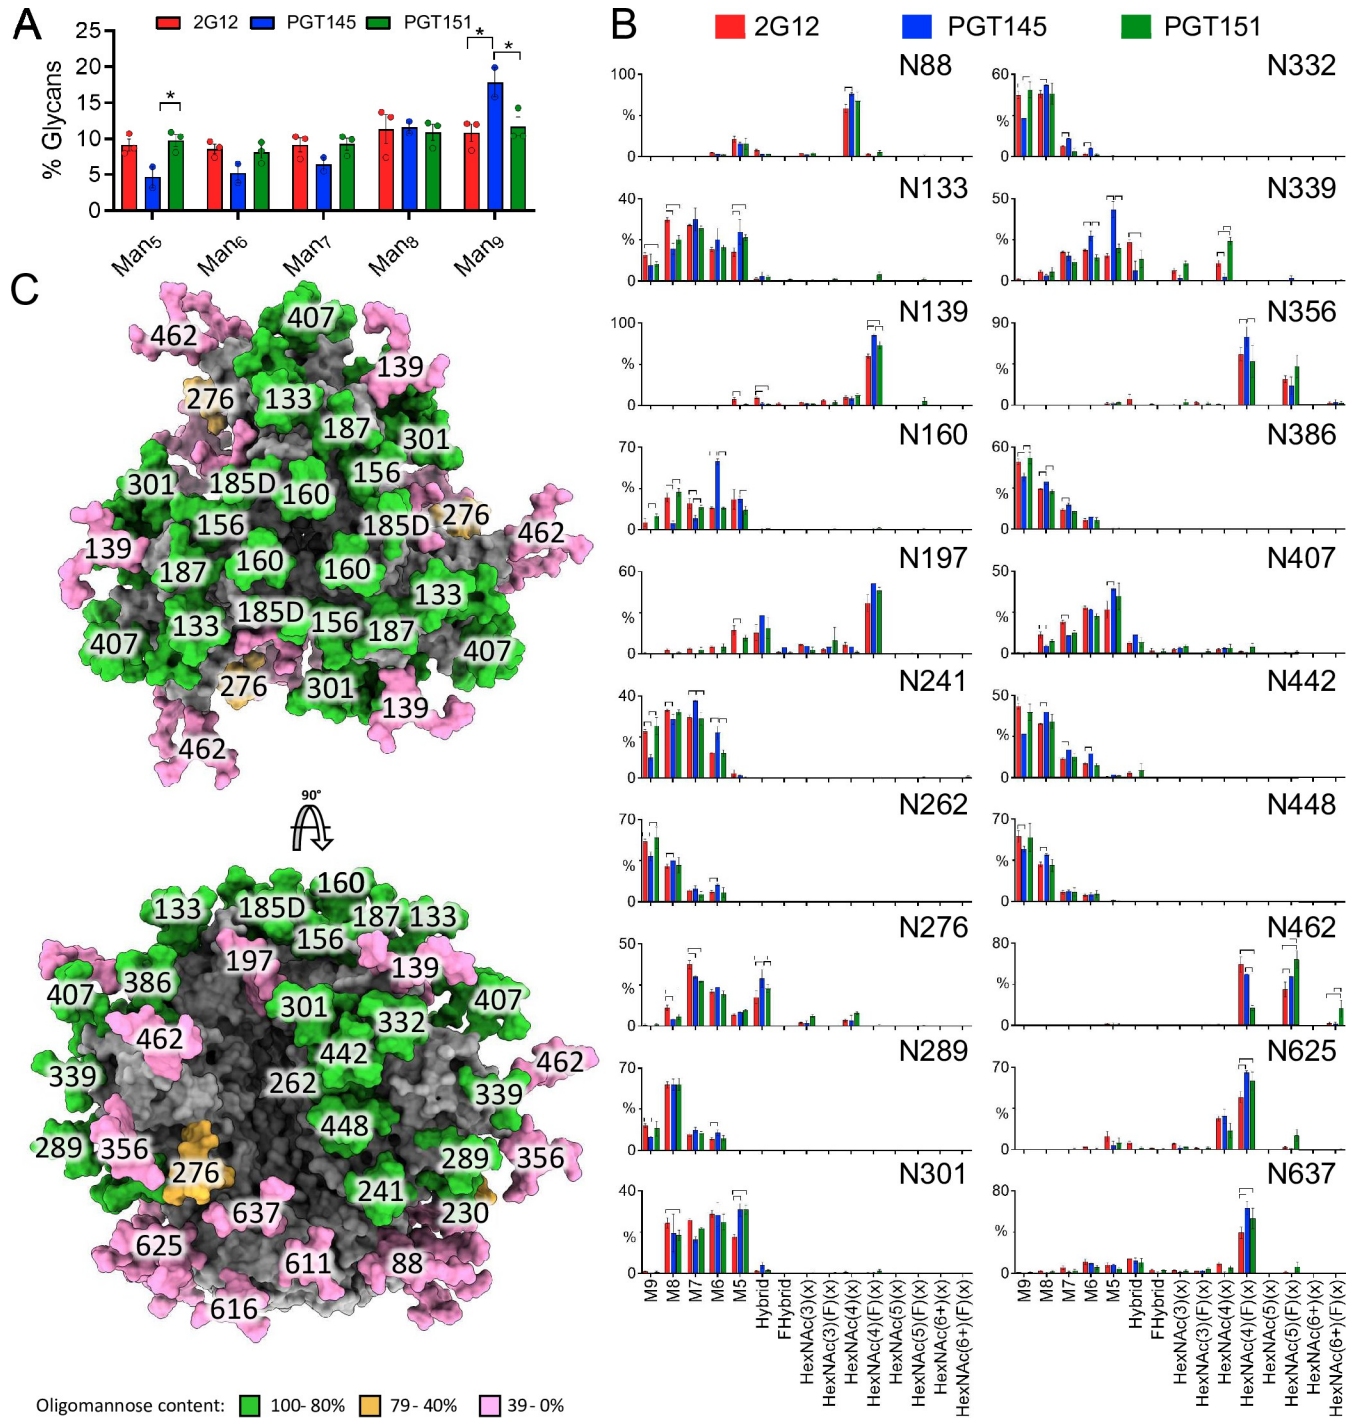 A
2G12 PGT145 PGT151
25
20
15
10
5
0
% Glycans
* * *
Man5 Man6 Man7 Man8 Man9
B
2G12 PGT145 PGT151
N88
100
%
0
N332
60
%
0
N133
40
%
0
N339
50
%
0
N139
100
%
0
N356
90
%
0
N160
70
%
0
N386
60
%
0
N197
60
%
0
N407
50
%
0
N241
40
%
0
N442
50
%
0
N262
70
%
0
N448
70
%
0
N276
50
%
0
N462
80
%
0
N289
70
%
0
N625
70
%
0
N301
40
%
0
N637
80
%
0
M9
M8
M7
M6
M5
Hybrid
FHybrid
HexNAc(3)(x)
HexNAc(3)(F)(x)
HexNAc(4)(x)
HexNAc(4)(F)(x)
HexNAc(5)(x)
HexNAc(5)(F)(x)
HexNAc(6+)(x)
HexNAc(6+)(F)(x)
M9
M8
M7
M6
M5
Hybrid
FHybrid
HexNAc(3)(x)
HexNAc(3)(F)(x)
HexNAc(4)(x)
HexNAc(4)(F)(x)
HexNAc(5)(x)
HexNAc(5)(F)(x)
HexNAc(6+)(x)
HexNAc(6+)(F)(x)
C
462 407
139
276 133
187
301
301 185D 160 156
156 185D 276 462
139
187 160 160
133
407 133 185D 156 187 407
276 301
139
462
90°
160
133 185D 187 133
156
197 139
386
407 301 407
332
462
442 462
339 262 339
448
289 356 289 356
276 241
637 230
625
611 88
616
Oligomannose content: 100- 80% 79- 40% 39- 0%